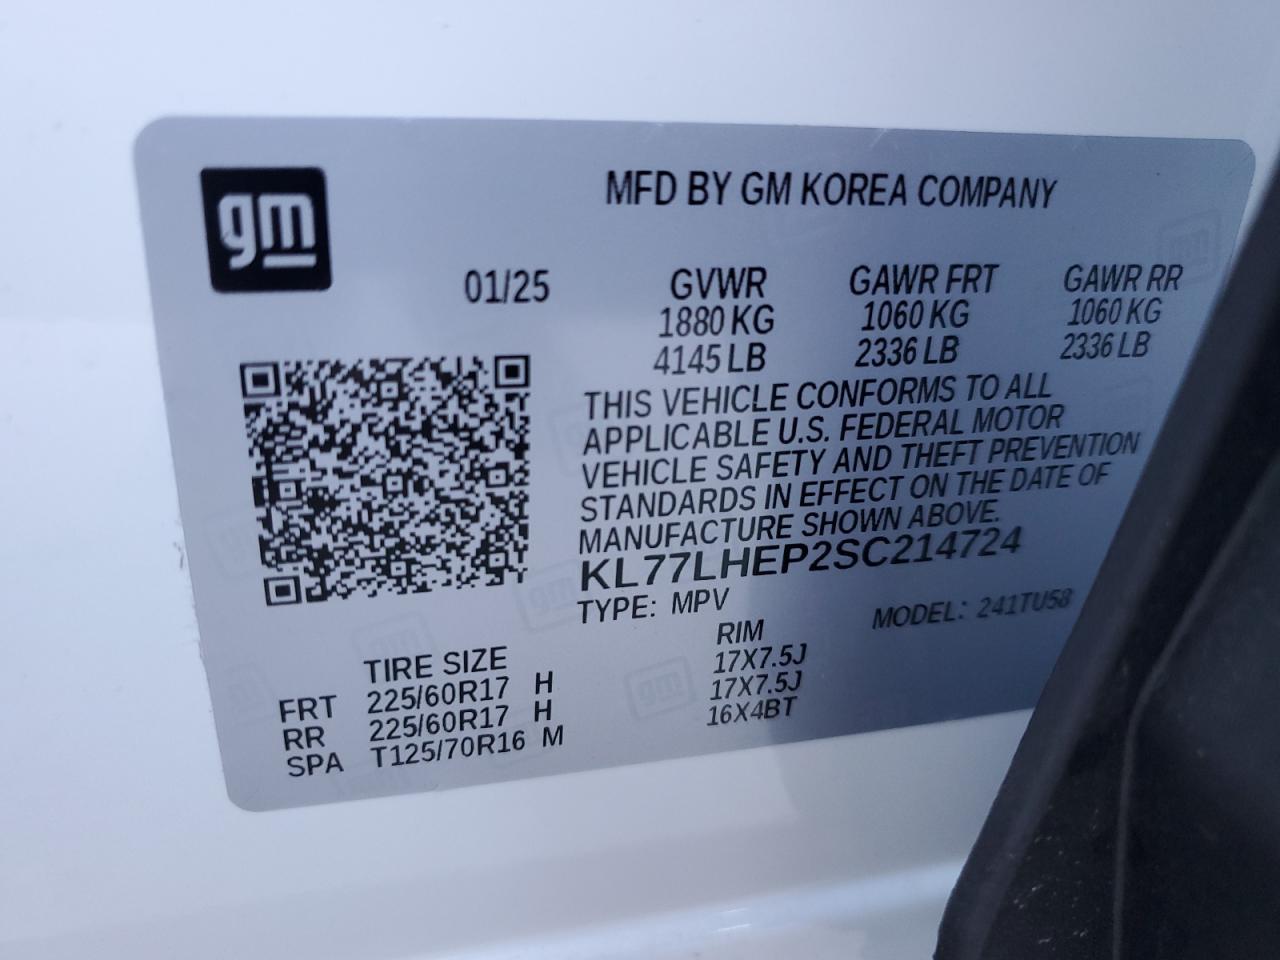 gm
MFD BY GM KOREA COMPANY
01/25 GVWR GAWR FRT GAWR RR
1880 KG 1060 KG 1060 KG
4145 LB 2336 LB 2336 LB
THIS VEHICLE CONFORMS TO ALL
APPLICABLE U.S. FEDERAL MOTOR
VEHICLE SAFETY AND THEFT PREVENTION
STANDARDS IN EFFECT ON THE DATE OF
MANUFACTURE SHOWN ABOVE.
KL77LHEP2SC214724
TYPE: MPV MODEL: 241TU58
TIRE SIZE RIM
FRT 225/60R17 H 17X7.5J
RR 225/60R17 H 17X7.5J
SPA T125/70R16 M 16X4BT